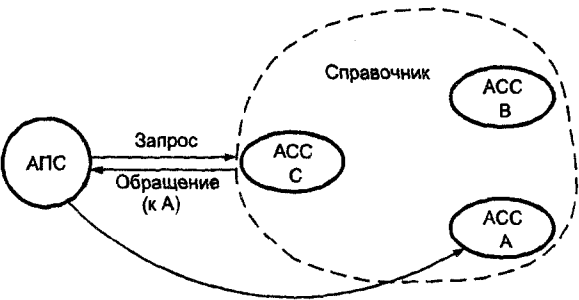 Справочник
АСС
В
Запрос
АПС
АСС
С
Обращение
(к А)
АСС
А